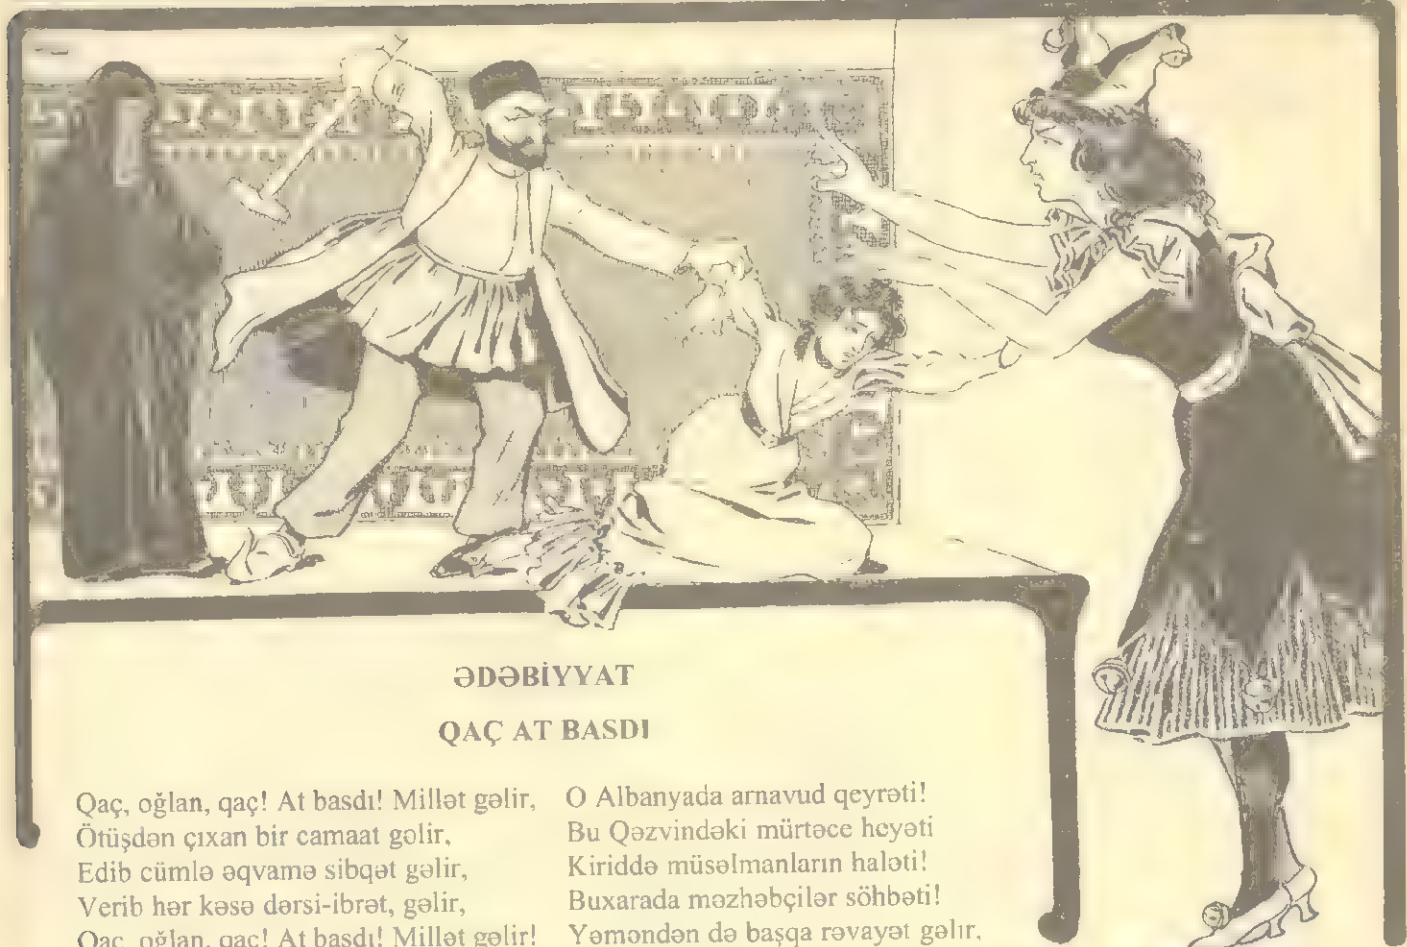 ƏDƏBİYYAT
QAÇ AT BASDI
Qaç, oğlan, qaç! At basdı! Millət gəlir,
Ötüşdən çıxan bir camaat gəlir,
Edib cümlə əqvamə sibqət gəlir,
Verib hər kəsə dərsi-ibrət, gəlir,
Qaç, oğlan, qaç! At basdı! Millət gəlir!
O Albanyada arnavud qeyrəti!
Bu Qəzvindəki mürtəce heyəti
Kiriddə müsəlmanların haləti!
Buxarada məzhəbçilər söhbəti!
Yəməndən də başqa rəvayət gəlır,